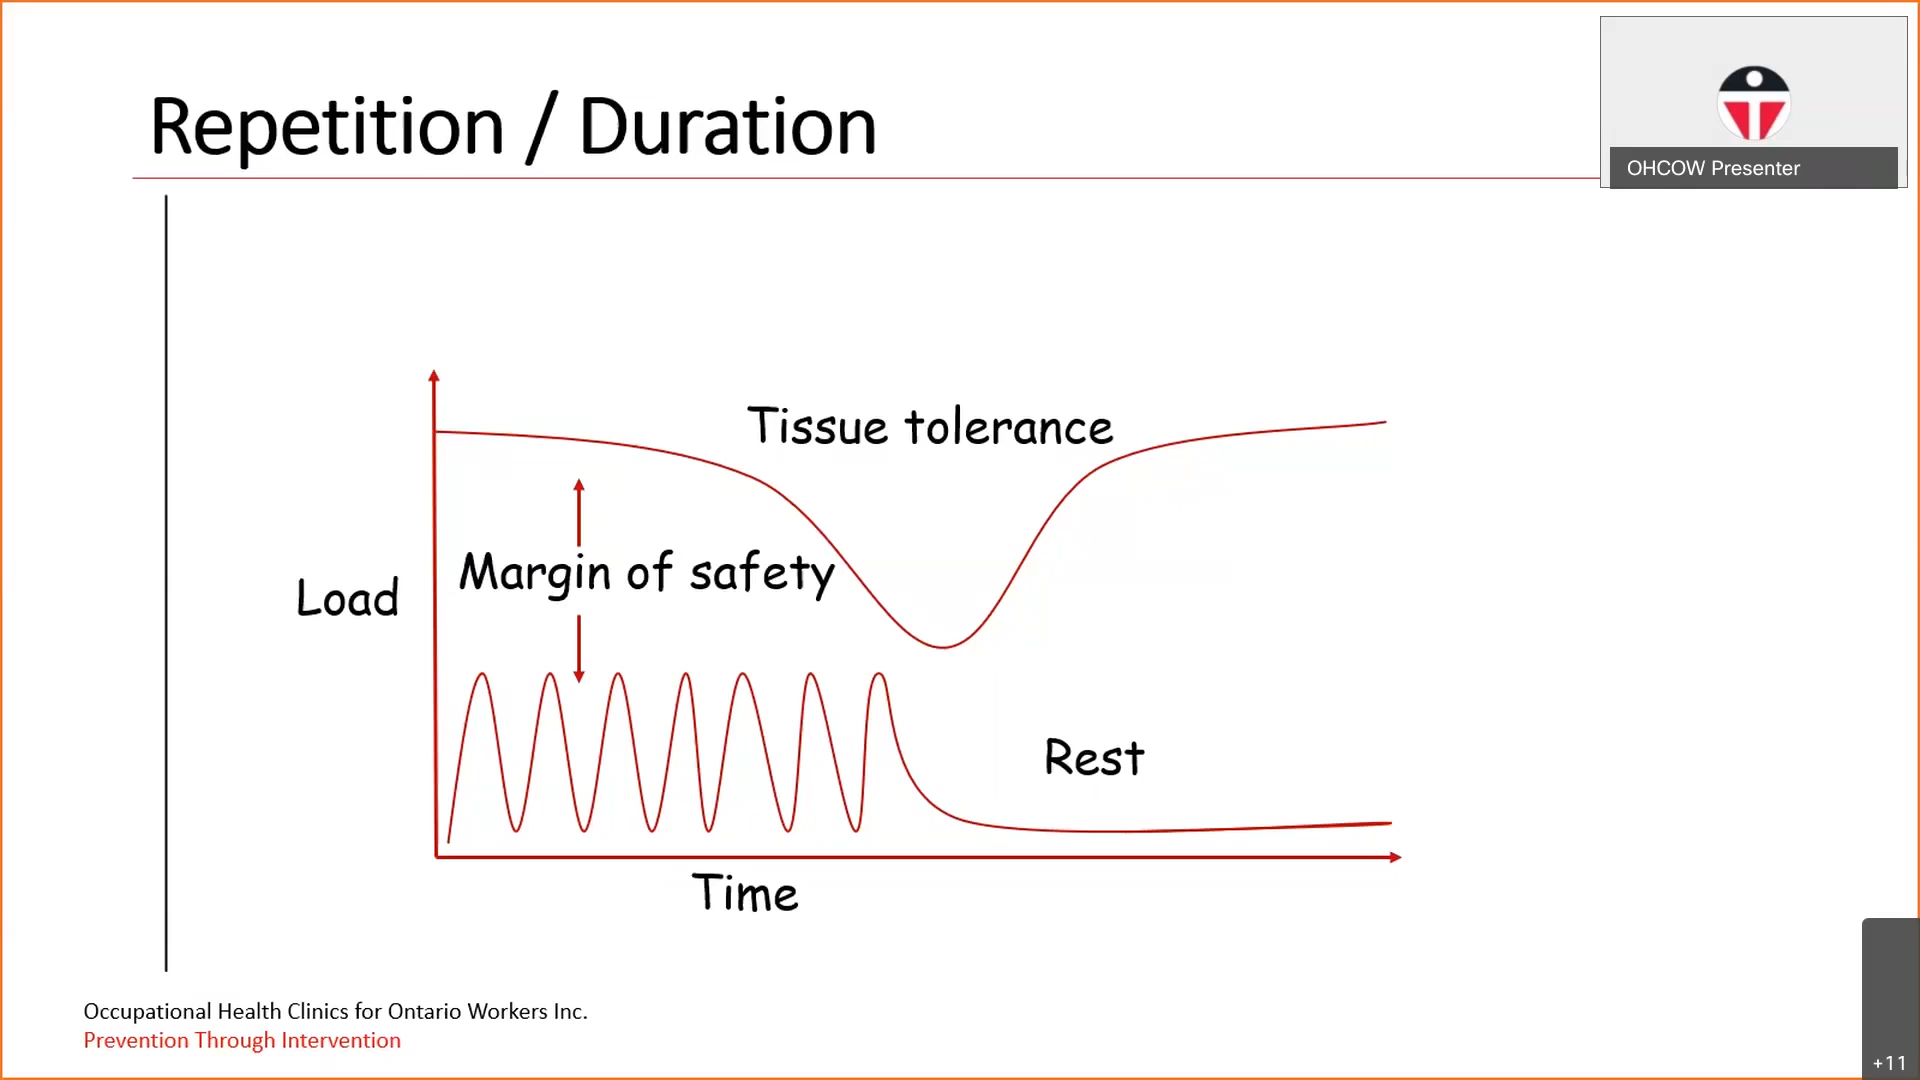 Repetition / Duration
OHCOW Presenter
Tissue tolerance
Margin of safety
Load
Rest
Time
Occupational Health Clinics for Ontario Workers Inc.
Prevention Through Intervention
+11